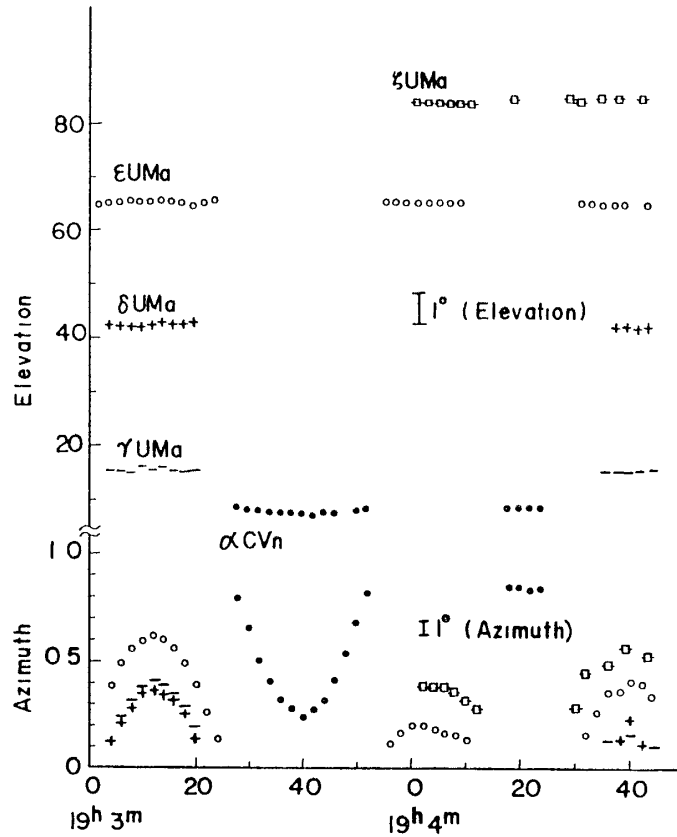 ζUMa
80
εUMa
60
δUMa
1° (Elevation)
40
Elevation
20
γUMa
αCVn
1 0
1° (Azimuth)
0 5
Azimuth
0
0 20 40 0 20
19h 3m 19h 4m